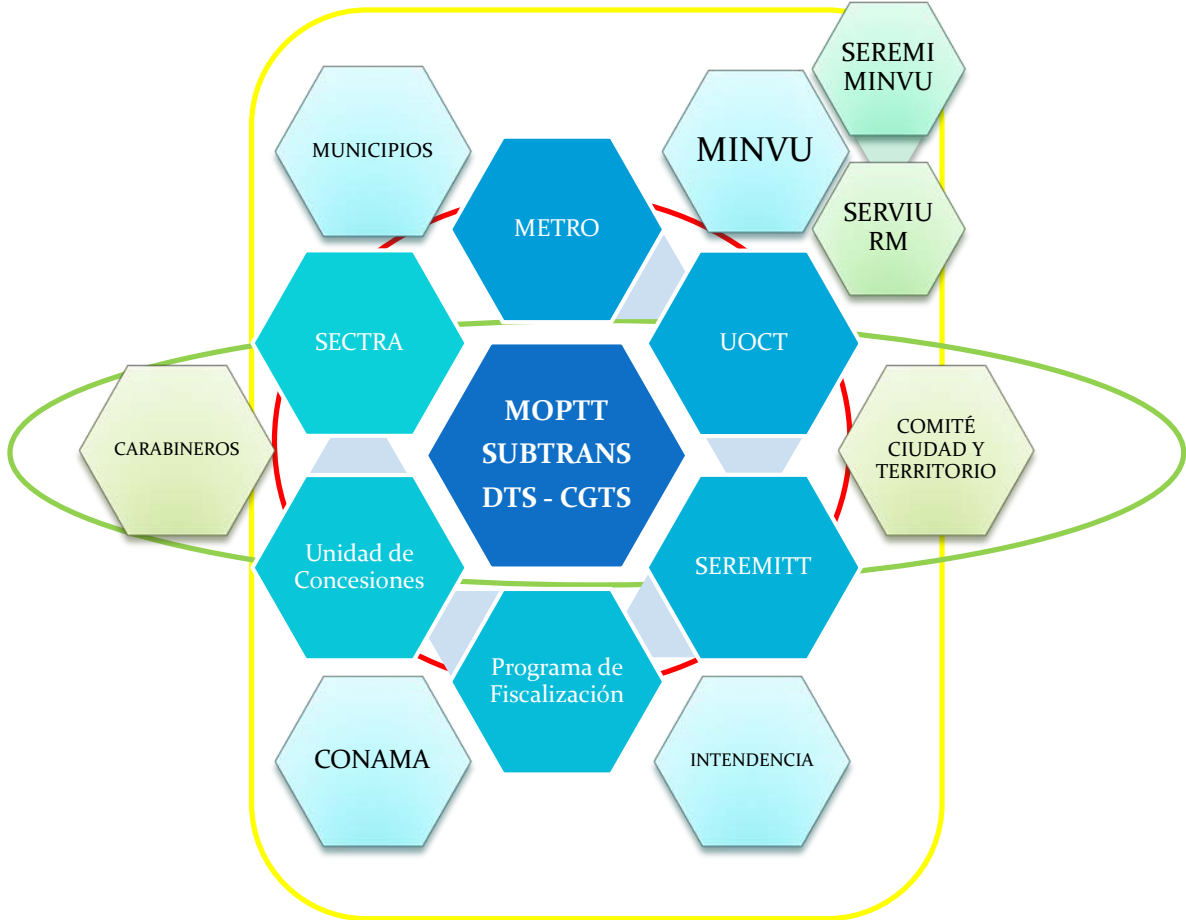 SEREMI
MINVU
MUNICIPIOS
MINVU
METRO
SERVIU
RM
SECTRA
UOCT
MOPTT
SUBTRANS
DTS - CGTS
CARABINEROS
COMITÉ
CIUDAD Y
TERRITORIO
Unidad de
Concesiones
SEREMITT
Programa de
Fiscalización
CONAMA
INTENDENCIA